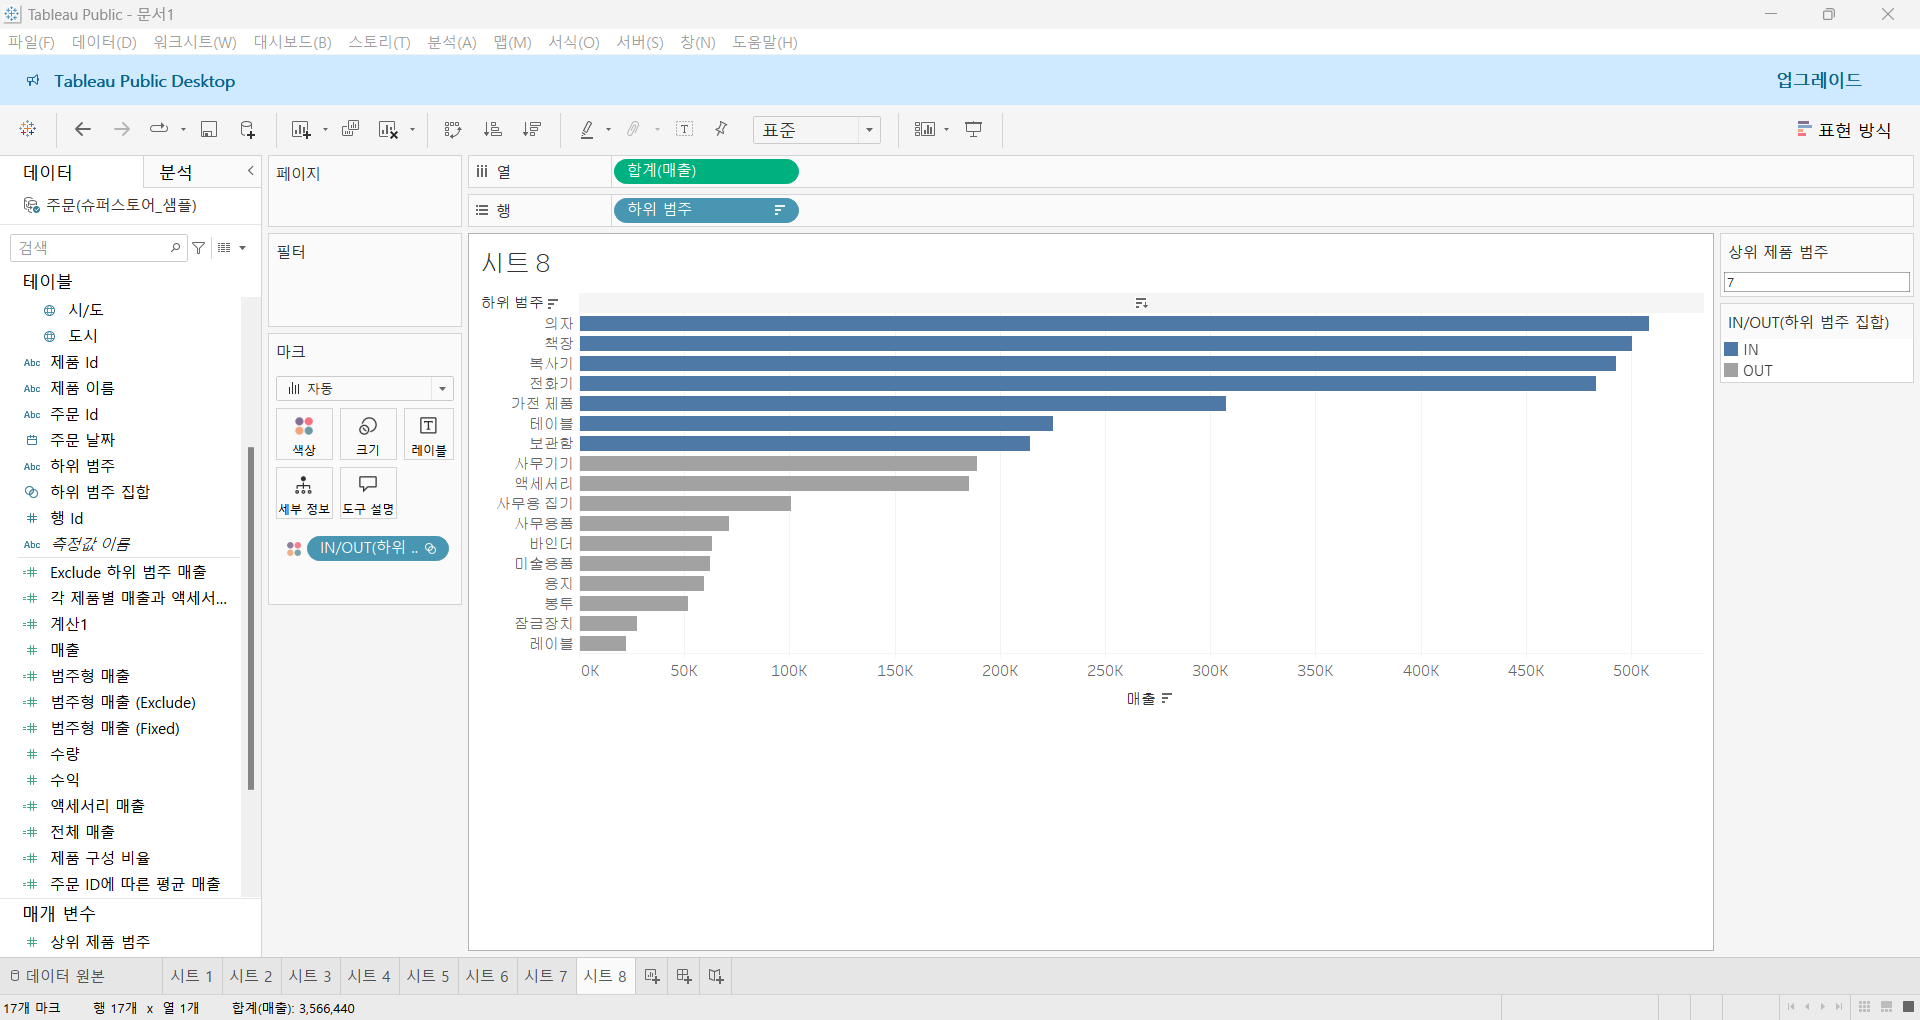 Tableau Public - 문서1
파일(F) 데이터(D) 워크시트(W) 대시보드(B) 스토리(T) 분석(A) 맵(M) 서식(O) 서버(S) 창(N) 도움말(H)
Tableau Public Desktop 업그레이드
표준 표현 방식
데이터 분석
주문(슈퍼스토어_샘플)
검색
테이블
시/도
도시
Abc 제품 Id
Abc 제품 이름
Abc 주문 Id
주문 날짜
Abc 하위 범주
하위 범주 집합
행 Id
Abc 측정값 이름
Exclude 하위 범주 매출
각 제품별 매출과 액세서...
계산1
매출
범주형 매출
범주형 매출 (Exclude)
범주형 매출 (Fixed)
수량
수익
액세서리 매출
전체 매출
제품 구성 비율
주문 ID에 따른 평균 매출
매개 변수
상위 제품 범주
페이지
필터
마크
자동
색상 크기 레이블
세부 정보 도구 설명
IN/OUT(하위 ..
열 합계(매출)
행 하위 범주
시트 8
하위 범주
의자
책장
복사기
전화기
가전 제품
테이블
보관함
사무기기
액세서리
사무용 집기
사무용품
바인더
미술용품
용지
봉투
잠금장치
레이블
0K 50K 100K 150K 200K 250K 300K 350K 400K 450K 500K
매출
상위 제품 범주
7
IN/OUT(하위 범주 집합)
IN
OUT
데이터 원본 시트 1 시트 2 시트 3 시트 4 시트 5 시트 6 시트 7 시트 8
17개 마크 행 17개 x 열 1개 합계(매출): 3,566,440